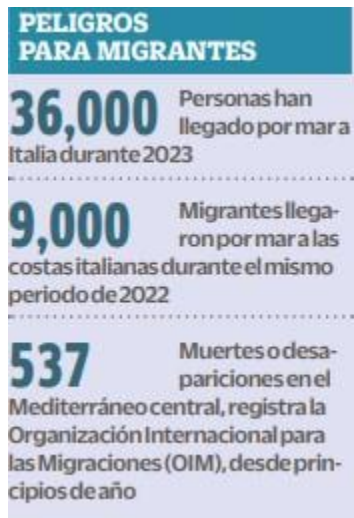 PELIGROS
PARA MIGRANTES
36,000 Personas han
llegado por mar a
Italia durante 2023
9,000 Migrantes llega-
ron por mar a las
costas italianas durante el mismo
periodo de 2022
537 Muertes o desa-
pariciones en el
Mediterráneo central, registra la
Organización Internacional para
las Migraciones (OIM), desde prin-
cipios de año